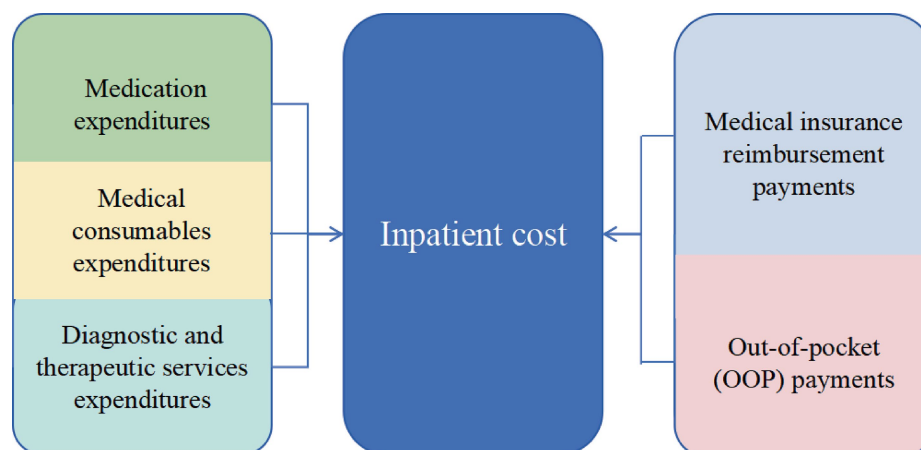 Medication
expenditures
Medical
consumables
expenditures
Diagnostic and
therapeutic services
expenditures
Inpatient cost
Medical insurance
reimbursement
payments
Out-of-pocket
(OOP) payments